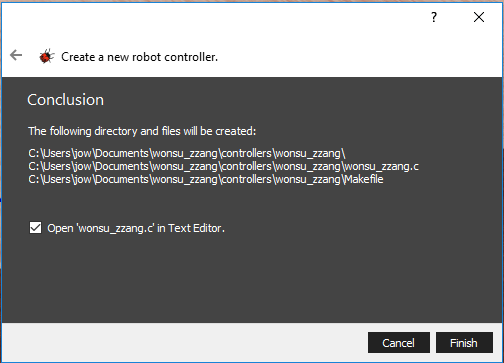 ?
Create a new robot controller.
Conclusion
The following directory and files will be created:
C:\Users\jow\Documents\wonsu_zzang\controllers\wonsu_zzang\
C:\Users\jow\Documents\wonsu_zzang\controllers\wonsu_zzang\wonsu_zzang.c
C:\Users\jow\Documents\wonsu_zzang\controllers\wonsu_zzang\Makefile
Open 'wonsu_zzang.c' in Text Editor.
Cancel Finish